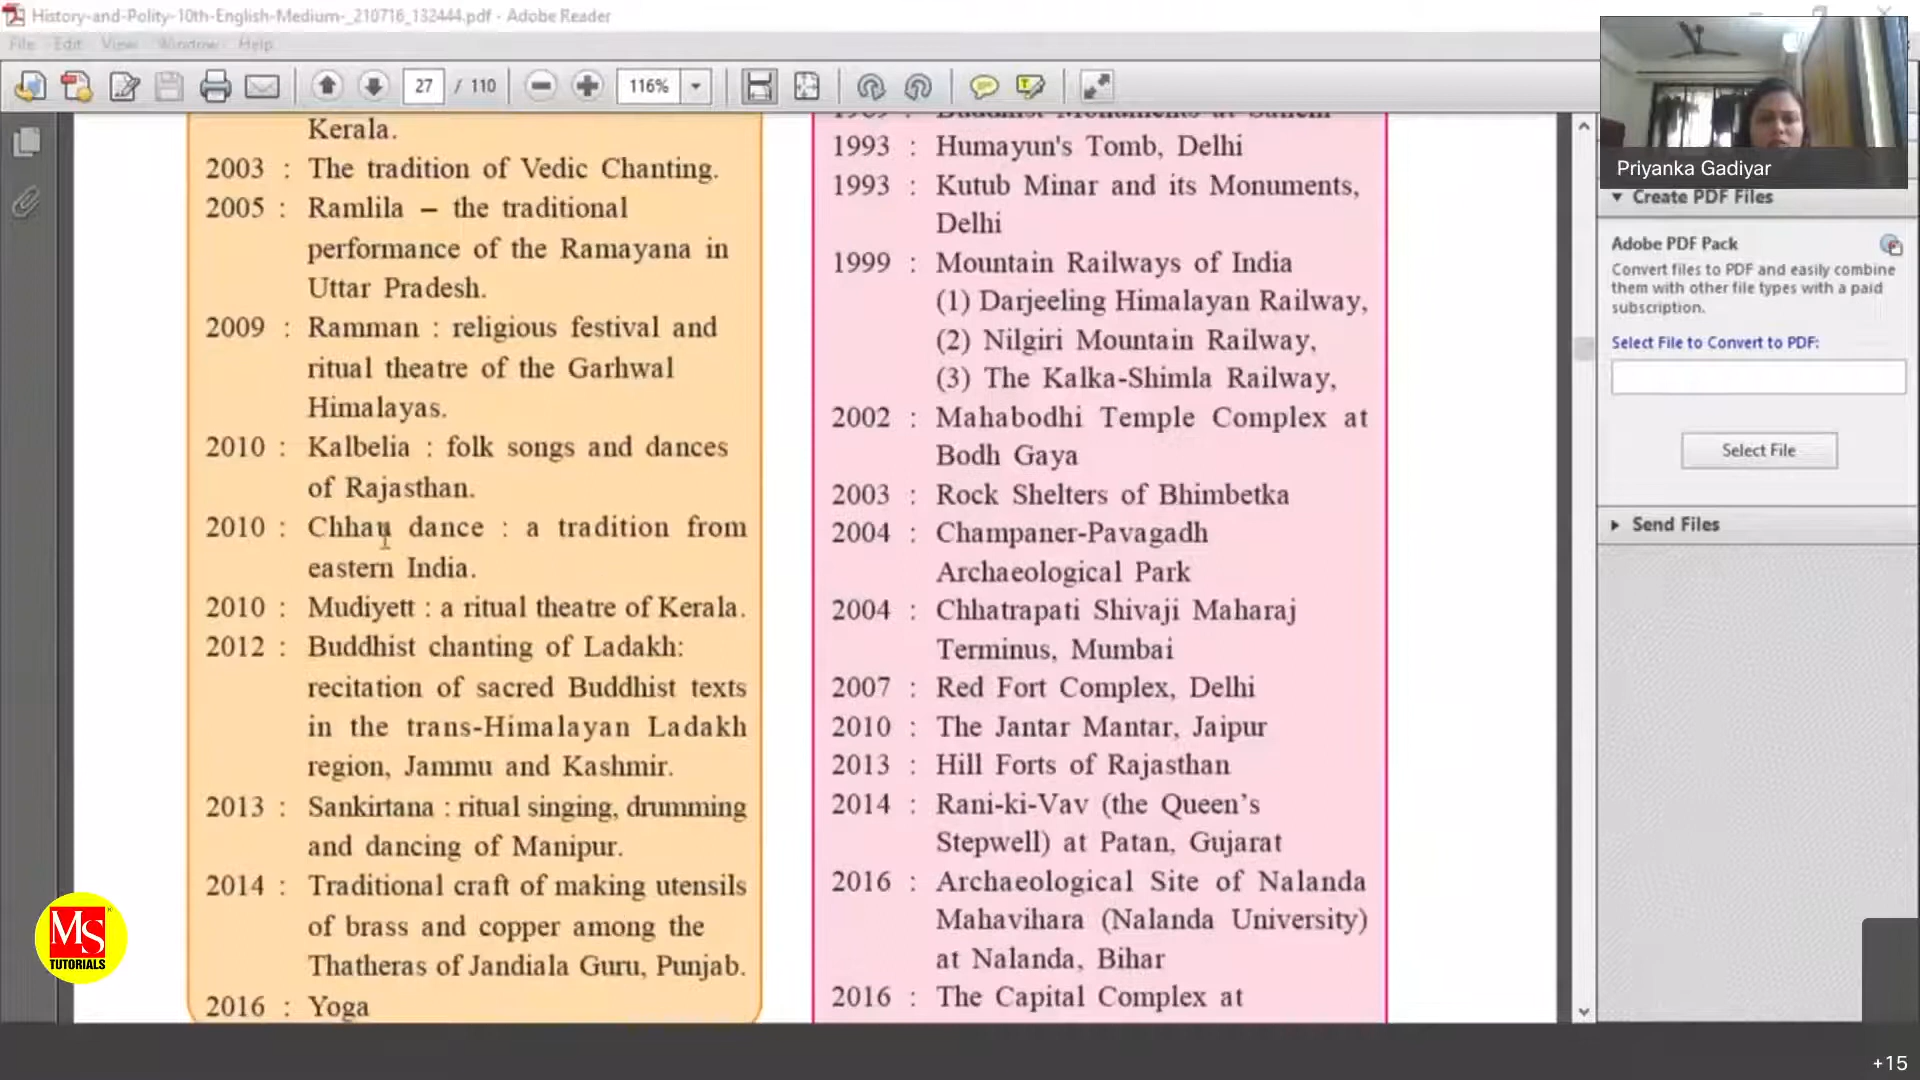 History-and-Polity-10th-English-Medium-_210716_132444.pdf - Adobe Reader
File Edit View Window Help
27 / 110
116%
Kerala.
2003 : The tradition of Vedic Chanting.
2005 : Ramlila – the traditional
performance of the Ramayana in
Uttar Pradesh.
2009 : Ramman : religious festival and
ritual theatre of the Garhwal
Himalayas.
2010 : Kalbelia : folk songs and dances
of Rajasthan.
2010 : Chhau dance : a tradition from
eastern India.
2010 : Mudiyett : a ritual theatre of Kerala.
2012 : Buddhist chanting of Ladakh:
recitation of sacred Buddhist texts
in the trans-Himalayan Ladakh
region, Jammu and Kashmir.
2013 : Sankirtana : ritual singing, drumming
and dancing of Manipur.
2014 : Traditional craft of making utensils
of brass and copper among the
Thatheras of Jandiala Guru, Punjab.
2016 : Yoga
1989 : Buddhist Monuments at Sanchi
1993 : Humayun's Tomb, Delhi
1993 : Kutub Minar and its Monuments,
Delhi
1999 : Mountain Railways of India
(1) Darjeeling Himalayan Railway,
(2) Nilgiri Mountain Railway,
(3) The Kalka-Shimla Railway,
2002 : Mahabodhi Temple Complex at
Bodh Gaya
2003 : Rock Shelters of Bhimbetka
2004 : Champaner-Pavagadh
Archaeological Park
2004 : Chhatrapati Shivaji Maharaj
Terminus, Mumbai
2007 : Red Fort Complex, Delhi
2010 : The Jantar Mantar, Jaipur
2013 : Hill Forts of Rajasthan
2014 : Rani-ki-Vav (the Queen’s
Stepwell) at Patan, Gujarat
2016 : Archaeological Site of Nalanda
Mahavihara (Nalanda University)
at Nalanda, Bihar
2016 : The Capital Complex at
Priyanka Gadiyar
Create PDF Files
Adobe PDF Pack
Convert files to PDF and easily combine
them with other file types with a paid
subscription.
Select File to Convert to PDF:
Select File
Send Files
MS
TUTORIALS
+15